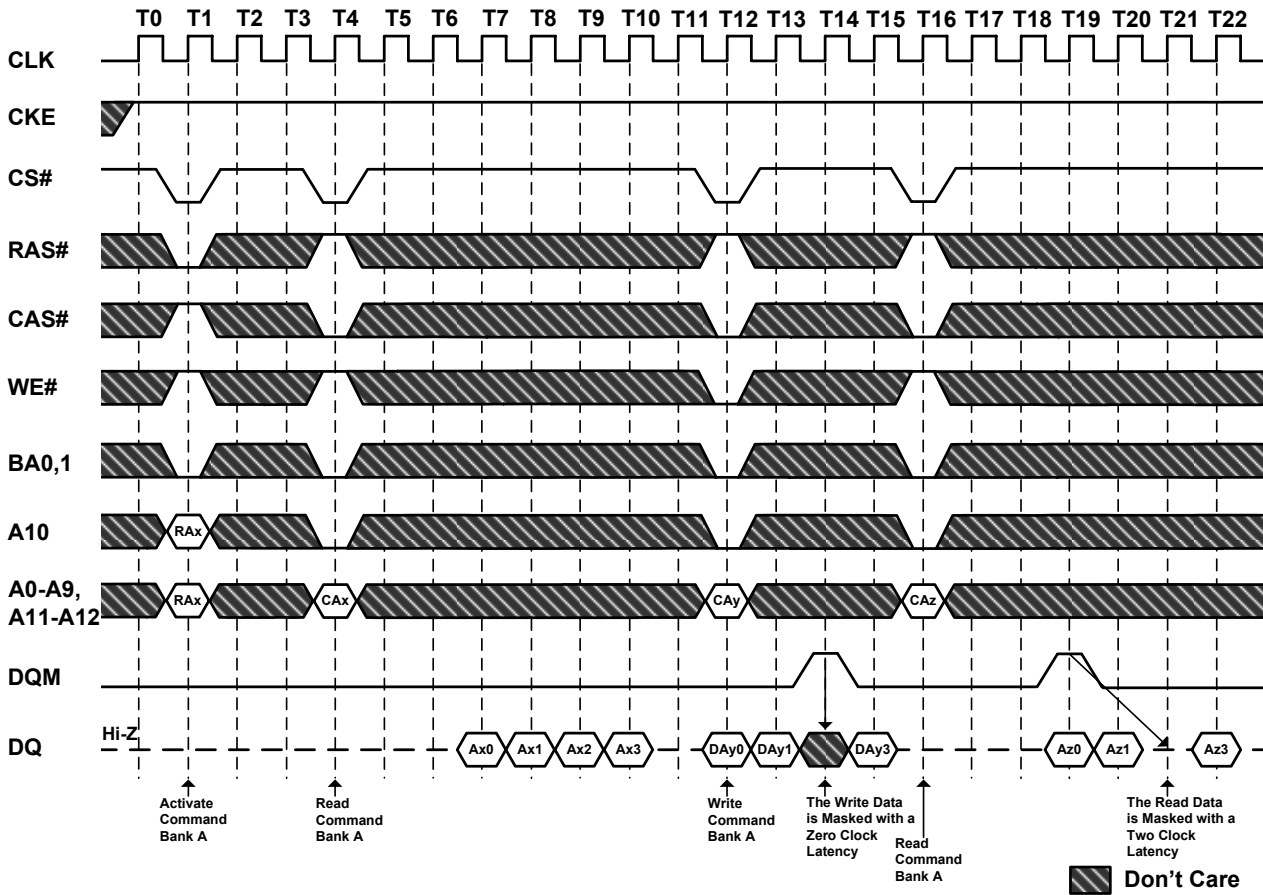 T0 T1 T2 T3 T4 T5 T6 T7 T8 T9 T10 T11 T12 T13 T14 T15 T16 T17 T18 T19 T20 T21 T22
CLK
CKE
CS#
RAS#
CAS#
WE#
BA0,1
A10
RAx
A0-A9,
A11-A12
RAx CAx CAy CAz
DQM
DQ
Hi-Z
Ax0 Ax1 Ax2 Ax3 DAy0 DAy1 DAy3 Az0 Az1 Az3
Activate
Command
Bank A
Read
Command
Bank A
Write
Command
Bank A
The Write Data
is Masked with a
Zero Clock
Latency
Read
Command
Bank A
The Read Data
is Masked with a
Two Clock
Latency
Don't Care